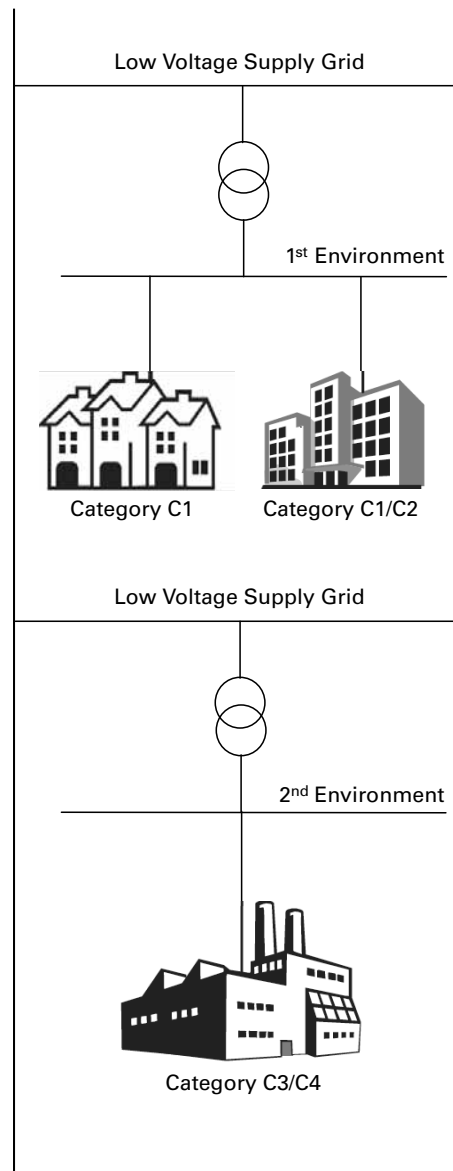 Low Voltage Supply Grid
1st Environment
Category C1
Category C1/C2
Low Voltage Supply Grid
2nd Environment
Category C3/C4